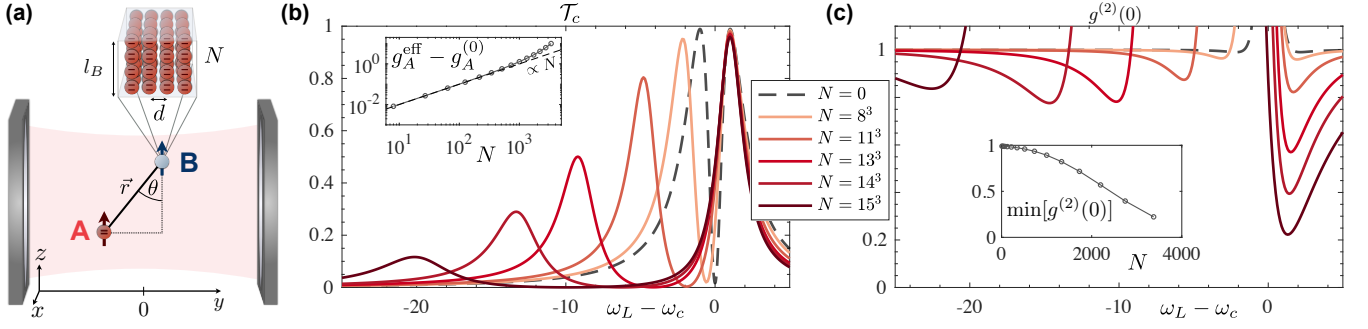 (a)
N
l_B
d
B
\vec{r}
θ
A
z
x
0
y
(b)
𝒯_c
1
0.8
0.6
0.4
0.2
0
-20
-10
0
ω_L − ω_c
g_A^{eff} − g_A^{(0)}
∝ N
10^0
10^{-2}
10^1
10^2
10^3
N
N = 0
N = 8^3
N = 11^3
N = 13^3
N = 14^3
N = 15^3
(c)
g^{(2)}(0)
1
0.8
0.6
0.4
0.2
0
-20
-10
0
ω_L − ω_c
1
0.5
0
min[g^{(2)}(0)]
0
2000
4000
N